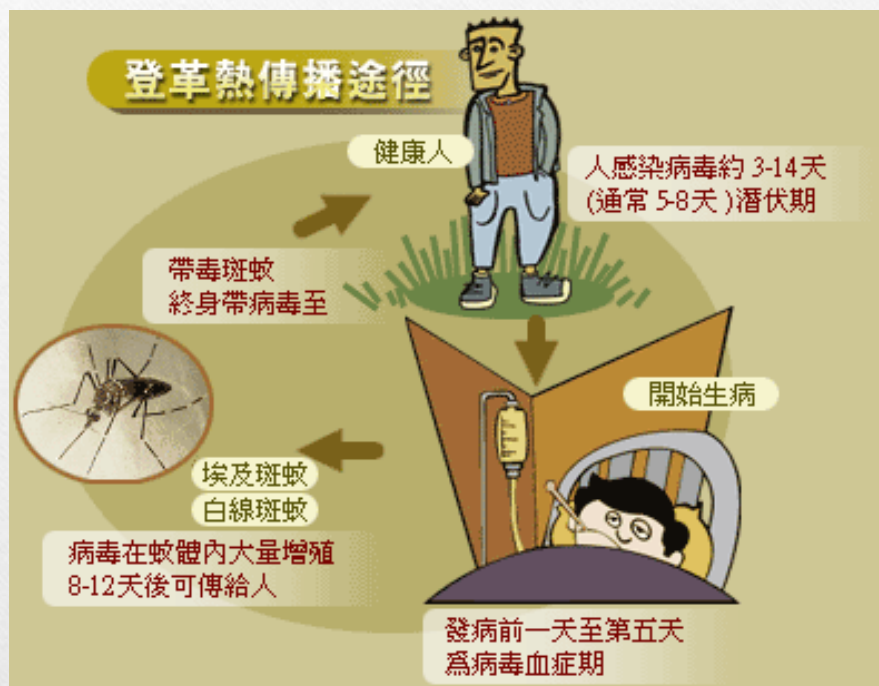 登革熱傳播途徑
健康人
人感染病毒約 3-14天
(通常 5-8天 )潛伏期
帶毒斑蚊
終身帶病毒至
開始生病
埃及斑蚊
白線斑蚊
病毒在蚊體內大量增殖
8-12天後可傳給人
發病前一天至第五天
爲病毒血症期